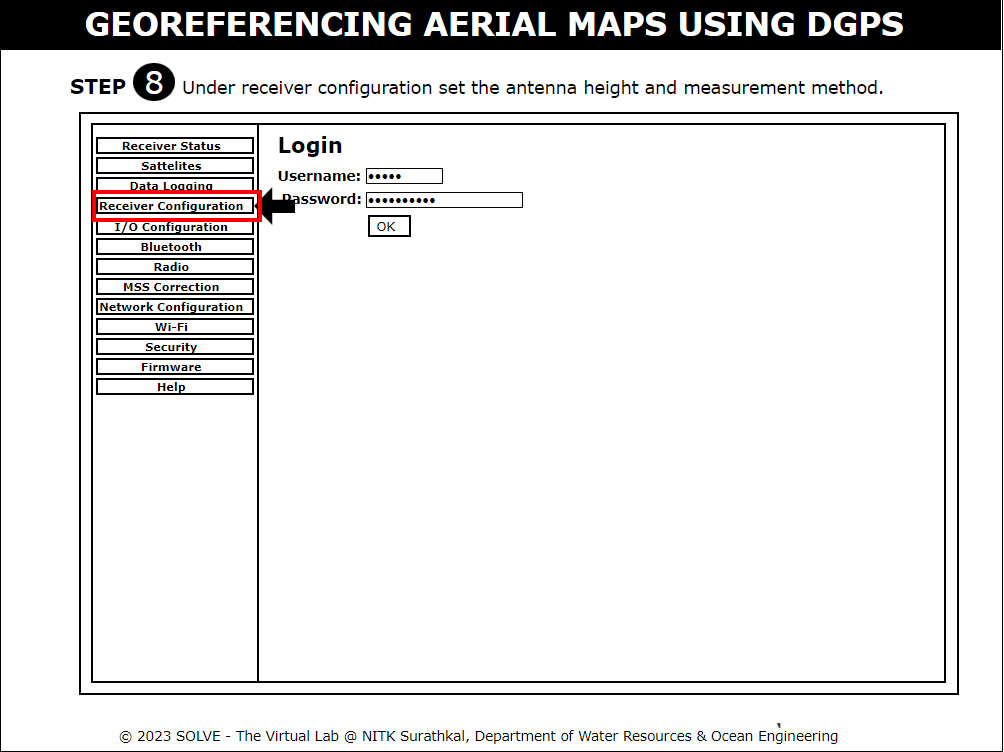 GEOREFERENCING AERIAL MAPS USING DGPS
STEP 8 Under receiver configuration set the antenna height and measurement method.
Receiver Status
Sattelites
Data Logging
Receiver Configuration
I/O Configuration
Bluetooth
Radio
MSS Correction
Network Configuration
Wi-Fi
Security
Firmware
Help
Login
Username: •••••
Password: ••••••••••
OK
© 2023 SOLVE - The Virtual Lab @ NITK Surathkal, Department of Water Resources & Ocean Engineering